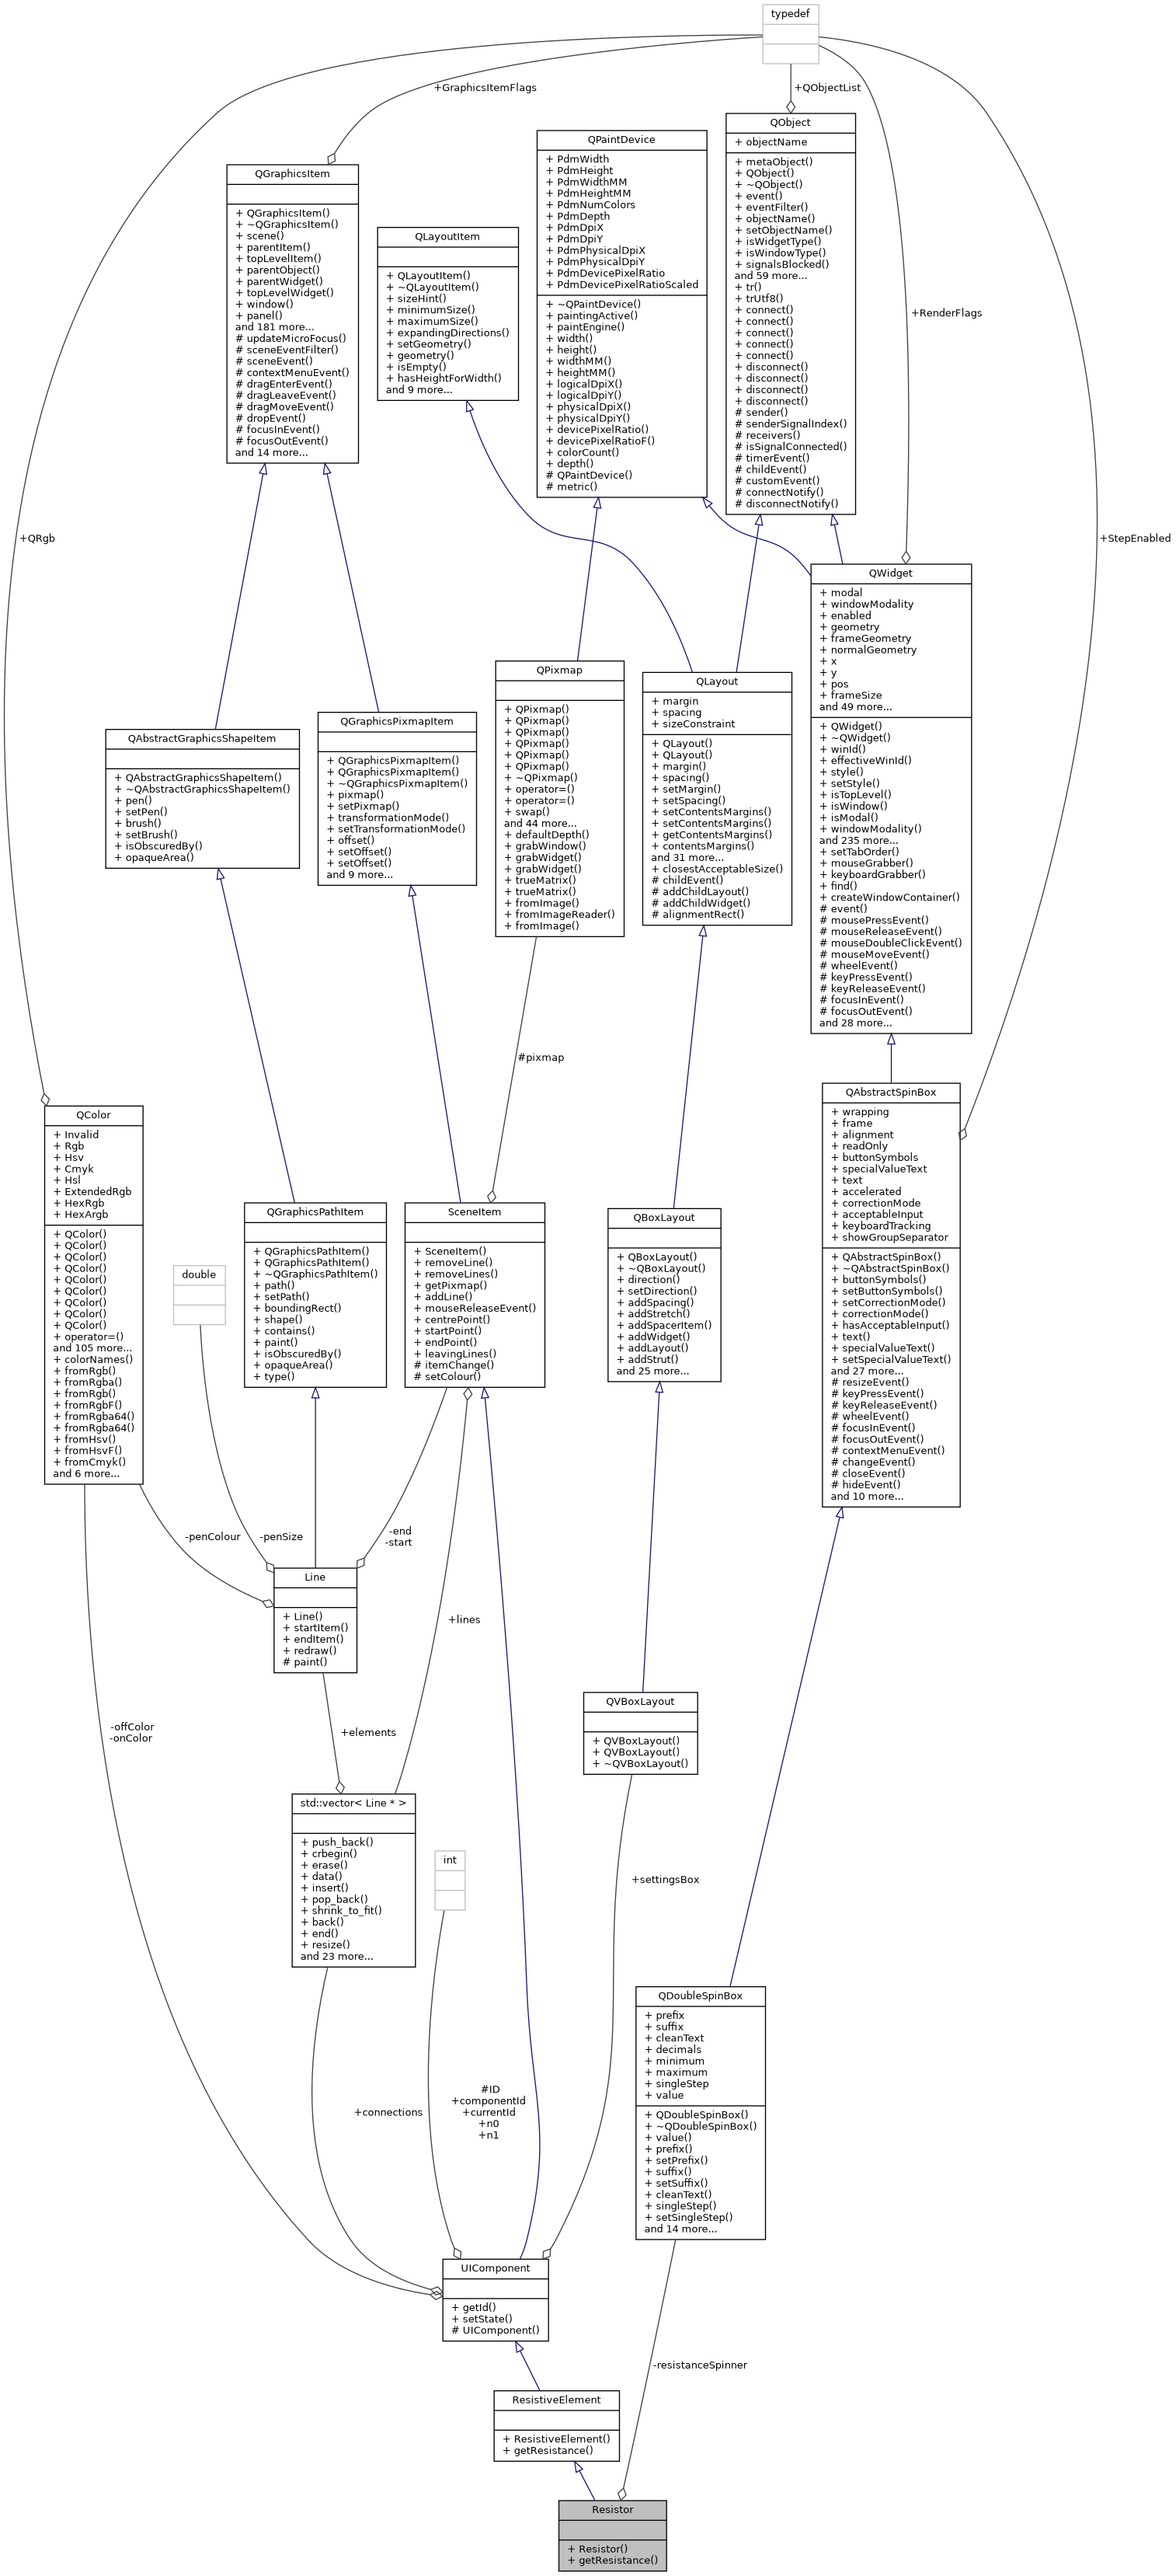 typedef
+GraphicsItemFlags
+QObjectList
QObject
+ objectName
+ metaObject()
+ QObject()
+ ~QObject()
+ event()
+ eventFilter()
+ objectName()
+ setObjectName()
+ isWidgetType()
+ isWindowType()
+ signalsBlocked()
and 59 more...
+ tr()
+ trUtf8()
+ connect()
+ connect()
+ connect()
+ connect()
+ connect()
+ disconnect()
+ disconnect()
+ disconnect()
+ disconnect()
# sender()
# senderSignalIndex()
# receivers()
# isSignalConnected()
# timerEvent()
# childEvent()
# customEvent()
# connectNotify()
# disconnectNotify()
QPaintDevice
+ PdmWidth
+ PdmHeight
+ PdmWidthMM
+ PdmHeightMM
+ PdmNumColors
+ PdmDepth
+ PdmDpiX
+ PdmDpiY
+ PdmPhysicalDpiX
+ PdmPhysicalDpiY
+ PdmDevicePixelRatio
+ PdmDevicePixelRatioScaled
+ ~QPaintDevice()
+ paintingActive()
+ paintEngine()
+ width()
+ height()
+ widthMM()
+ heightMM()
+ logicalDpiX()
+ logicalDpiY()
+ physicalDpiX()
+ physicalDpiY()
+ devicePixelRatio()
+ devicePixelRatioF()
+ colorCount()
+ depth()
# QPaintDevice()
# metric()
QGraphicsItem
+ QGraphicsItem()
+ ~QGraphicsItem()
+ scene()
+ parentItem()
+ topLevelItem()
+ parentObject()
+ parentWidget()
+ topLevelWidget()
+ window()
+ panel()
and 181 more...
# updateMicroFocus()
# sceneEventFilter()
# sceneEvent()
# contextMenuEvent()
# dragEnterEvent()
# dragLeaveEvent()
# dragMoveEvent()
# dropEvent()
# focusInEvent()
# focusOutEvent()
and 14 more...
QLayoutItem
+ QLayoutItem()
+ ~QLayoutItem()
+ sizeHint()
+ minimumSize()
+ maximumSize()
+ expandingDirections()
+ setGeometry()
+ geometry()
+ isEmpty()
+ hasHeightForWidth()
and 9 more...
+RenderFlags
+QRgb
+StepEnabled
QWidget
+ modal
+ windowModality
+ enabled
+ geometry
+ frameGeometry
+ normalGeometry
+ x
+ y
+ pos
+ frameSize
and 49 more...
+ QWidget()
+ ~QWidget()
+ winId()
+ effectiveWinId()
+ style()
+ setStyle()
+ isTopLevel()
+ isWindow()
+ isModal()
+ windowModality()
and 235 more...
+ setTabOrder()
+ mouseGrabber()
+ keyboardGrabber()
+ find()
+ createWindowContainer()
# event()
# mousePressEvent()
# mouseReleaseEvent()
# mouseDoubleClickEvent()
# mouseMoveEvent()
# wheelEvent()
# keyPressEvent()
# keyReleaseEvent()
# focusInEvent()
# focusOutEvent()
and 28 more...
QPixmap
+ QPixmap()
+ QPixmap()
+ QPixmap()
+ QPixmap()
+ QPixmap()
+ QPixmap()
+ ~QPixmap()
+ operator=()
+ operator=()
+ swap()
and 44 more...
+ defaultDepth()
+ grabWindow()
+ grabWidget()
+ grabWidget()
+ trueMatrix()
+ trueMatrix()
+ fromImage()
+ fromImageReader()
+ fromImage()
QLayout
+ margin
+ spacing
+ sizeConstraint
+ QLayout()
+ QLayout()
+ margin()
+ spacing()
+ setMargin()
+ setSpacing()
+ setContentsMargins()
+ setContentsMargins()
+ getContentsMargins()
+ contentsMargins()
and 31 more...
+ closestAcceptableSize()
# childEvent()
# addChildLayout()
# addChildWidget()
# alignmentRect()
QGraphicsPixmapItem
+ QGraphicsPixmapItem()
+ QGraphicsPixmapItem()
+ ~QGraphicsPixmapItem()
+ pixmap()
+ setPixmap()
+ transformationMode()
+ setTransformationMode()
+ offset()
+ setOffset()
+ setOffset()
and 9 more...
QAbstractGraphicsShapeItem
+ QAbstractGraphicsShapeItem()
+ ~QAbstractGraphicsShapeItem()
+ pen()
+ setPen()
+ brush()
+ setBrush()
+ isObscuredBy()
+ opaqueArea()
#pixmap
QAbstractSpinBox
+ wrapping
+ frame
+ alignment
+ readOnly
+ buttonSymbols
+ specialValueText
+ text
+ accelerated
+ correctionMode
+ acceptableInput
+ keyboardTracking
+ showGroupSeparator
+ QAbstractSpinBox()
+ ~QAbstractSpinBox()
+ buttonSymbols()
+ setButtonSymbols()
+ setCorrectionMode()
+ correctionMode()
+ hasAcceptableInput()
+ text()
+ specialValueText()
+ setSpecialValueText()
and 27 more...
# resizeEvent()
# keyPressEvent()
# keyReleaseEvent()
# wheelEvent()
# focusInEvent()
# focusOutEvent()
# contextMenuEvent()
# changeEvent()
# closeEvent()
# hideEvent()
and 10 more...
QColor
+ Invalid
+ Rgb
+ Hsv
+ Cmyk
+ Hsl
+ ExtendedRgb
+ HexRgb
+ HexArgb
+ QColor()
+ QColor()
+ QColor()
+ QColor()
+ QColor()
+ QColor()
+ QColor()
+ QColor()
+ QColor()
+ operator=()
and 105 more...
+ colorNames()
+ fromRgb()
+ fromRgba()
+ fromRgb()
+ fromRgbF()
+ fromRgba64()
+ fromRgba64()
+ fromHsv()
+ fromHsvF()
+ fromCmyk()
and 6 more...
QGraphicsPathItem
+ QGraphicsPathItem()
+ QGraphicsPathItem()
+ ~QGraphicsPathItem()
+ path()
+ setPath()
+ boundingRect()
+ shape()
+ contains()
+ paint()
+ isObscuredBy()
+ opaqueArea()
+ type()
SceneItem
+ SceneItem()
+ removeLine()
+ removeLines()
+ getPixmap()
+ addLine()
+ mouseReleaseEvent()
+ centrePoint()
+ startPoint()
+ endPoint()
+ leavingLines()
# itemChange()
# setColour()
QBoxLayout
+ QBoxLayout()
+ ~QBoxLayout()
+ direction()
+ setDirection()
+ addSpacing()
+ addStretch()
+ addSpacerItem()
+ addWidget()
+ addLayout()
+ addStrut()
and 25 more...
double
-penColour
-penSize
-end
-start
Line
+ Line()
+ startItem()
+ endItem()
+ redraw()
# paint()
+lines
-offColor
-onColor
+elements
QVBoxLayout
+ QVBoxLayout()
+ QVBoxLayout()
+ ~QVBoxLayout()
std::vector< Line * >
+ push_back()
+ crbegin()
+ erase()
+ data()
+ insert()
+ pop_back()
+ shrink_to_fit()
+ back()
+ end()
+ resize()
and 23 more...
int
+settingsBox
QDoubleSpinBox
+ prefix
+ suffix
+ cleanText
+ decimals
+ minimum
+ maximum
+ singleStep
+ value
+ QDoubleSpinBox()
+ ~QDoubleSpinBox()
+ value()
+ prefix()
+ setPrefix()
+ suffix()
+ setSuffix()
+ cleanText()
+ singleStep()
+ setSingleStep()
and 14 more...
+connections
#ID
+componentId
+currentId
+n0
+n1
UIComponent
+ getId()
+ setState()
# UIComponent()
-resistanceSpinner
ResistiveElement
+ ResistiveElement()
+ getResistance()
Resistor
+ Resistor()
+ getResistance()